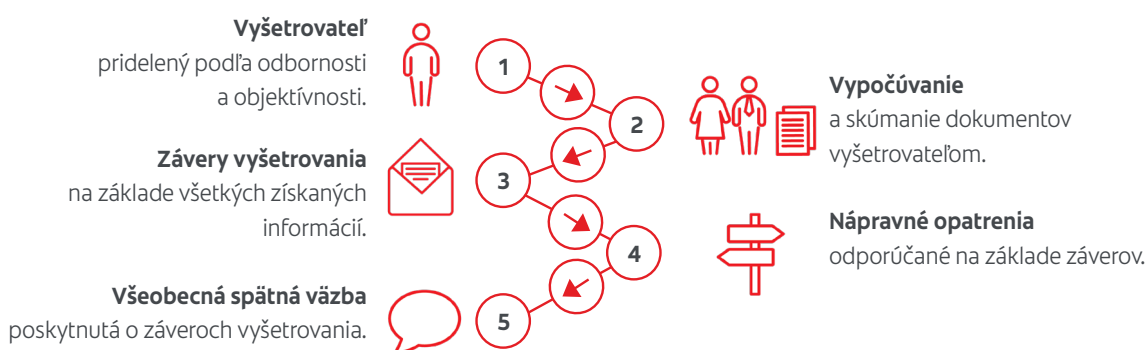 Vyšetrovateľ
pridelený podľa odbornosti
a objektívnosti.
1
2
Vypočúvanie
a skúmanie dokumentov
vyšetrovateľom.
Závery vyšetrovania
na základe všetkých získaných
informácií.
3
4
Nápravné opatrenia
odporúčané na základe záverov.
Všeobecná spätná väzba
poskytnutá o záveroch vyšetrovania.
5